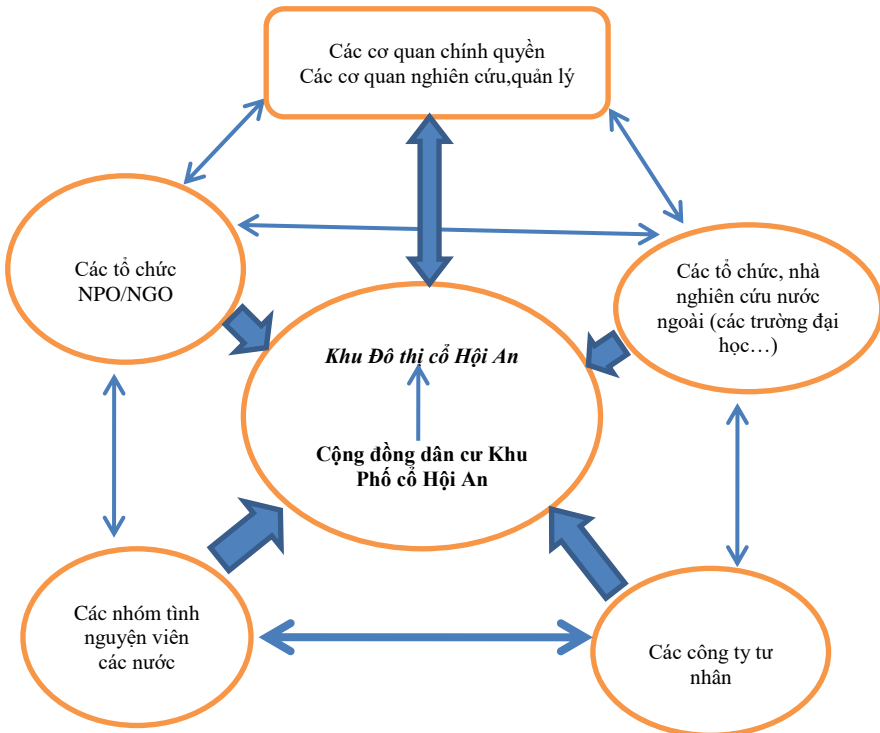 Các cơ quan chính quyền
Các cơ quan nghiên cứu,quản lý
Các tổ chức
NPO/NGO
Các tổ chức, nhà
nghiên cứu nước
ngoài (các trường đại
học…)
Khu Đô thị cổ Hội An
Cộng đồng dân cư Khu
Phố cổ Hội An
Các nhóm tình
nguyện viên
các nước
Các công ty tư
nhân